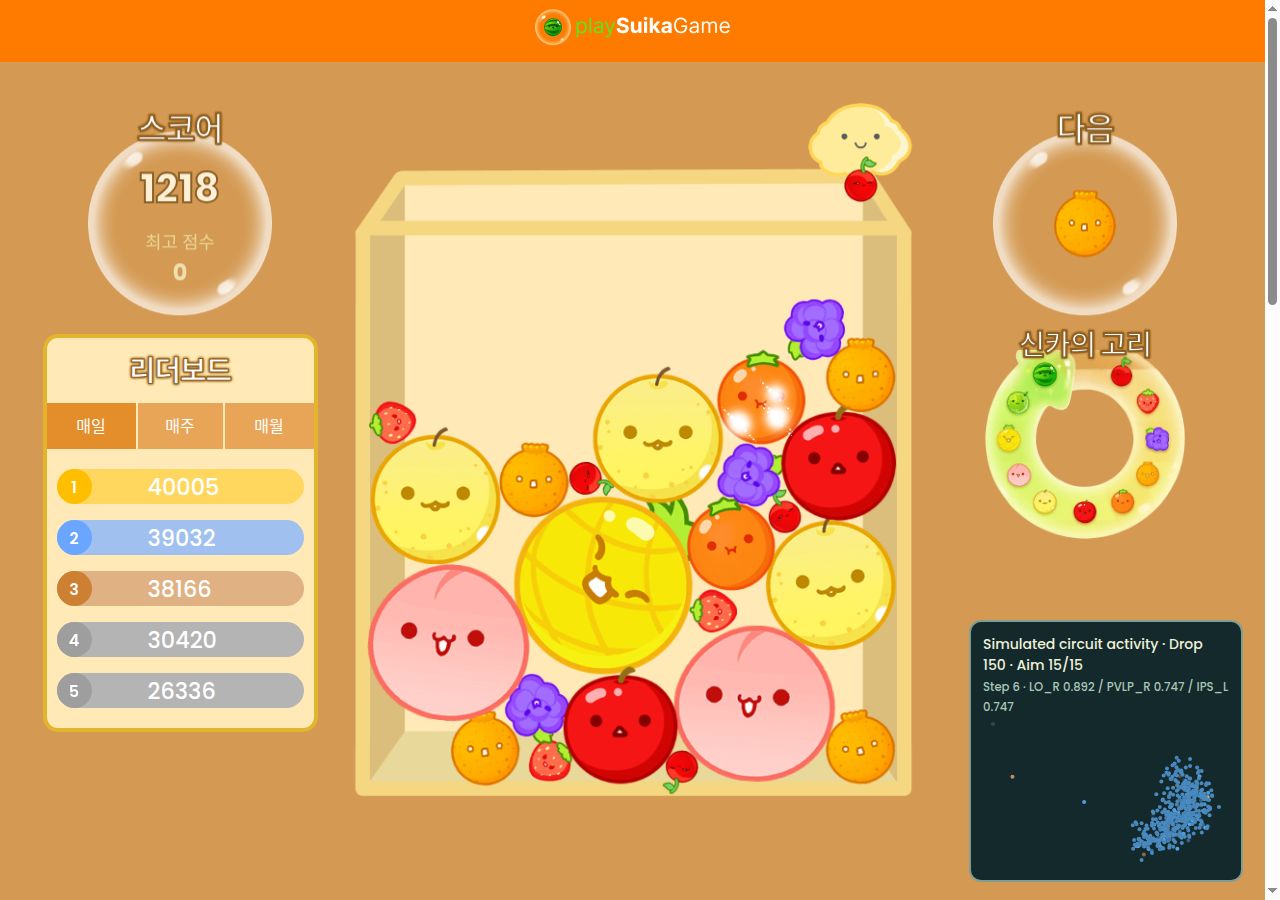 playSuikaGame
스코어
1218
최고 점수
0
리더보드
매일 매주 매월
1 40005
2 39032
3 38166
4 30420
5 26336
다음
신카의 고리
Simulated circuit activity · Drop
150 · Aim 15/15
Step 6 · LO_R 0.892 / PVLP_R 0.747 / IPS_L
0.747